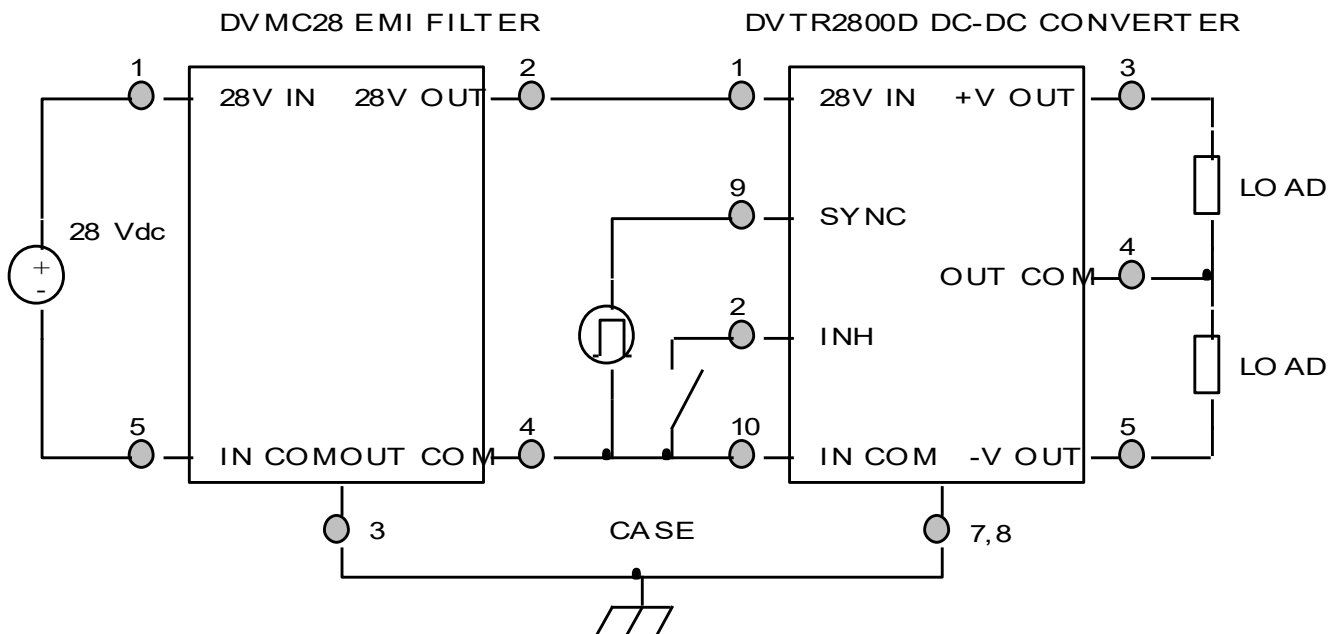 DVMC28 EMI FILTER DVTR2800D DC-DC CONVERTER
1 2 1 3
28V IN 28V OUT 28V IN +V OUT
9 LOAD
SYNC
28 Vdc
4
+
- OUT COM
2
INH
LOAD
5 4 10 5
IN COM OUT COM IN COM -V OUT
3 CASE 7,8